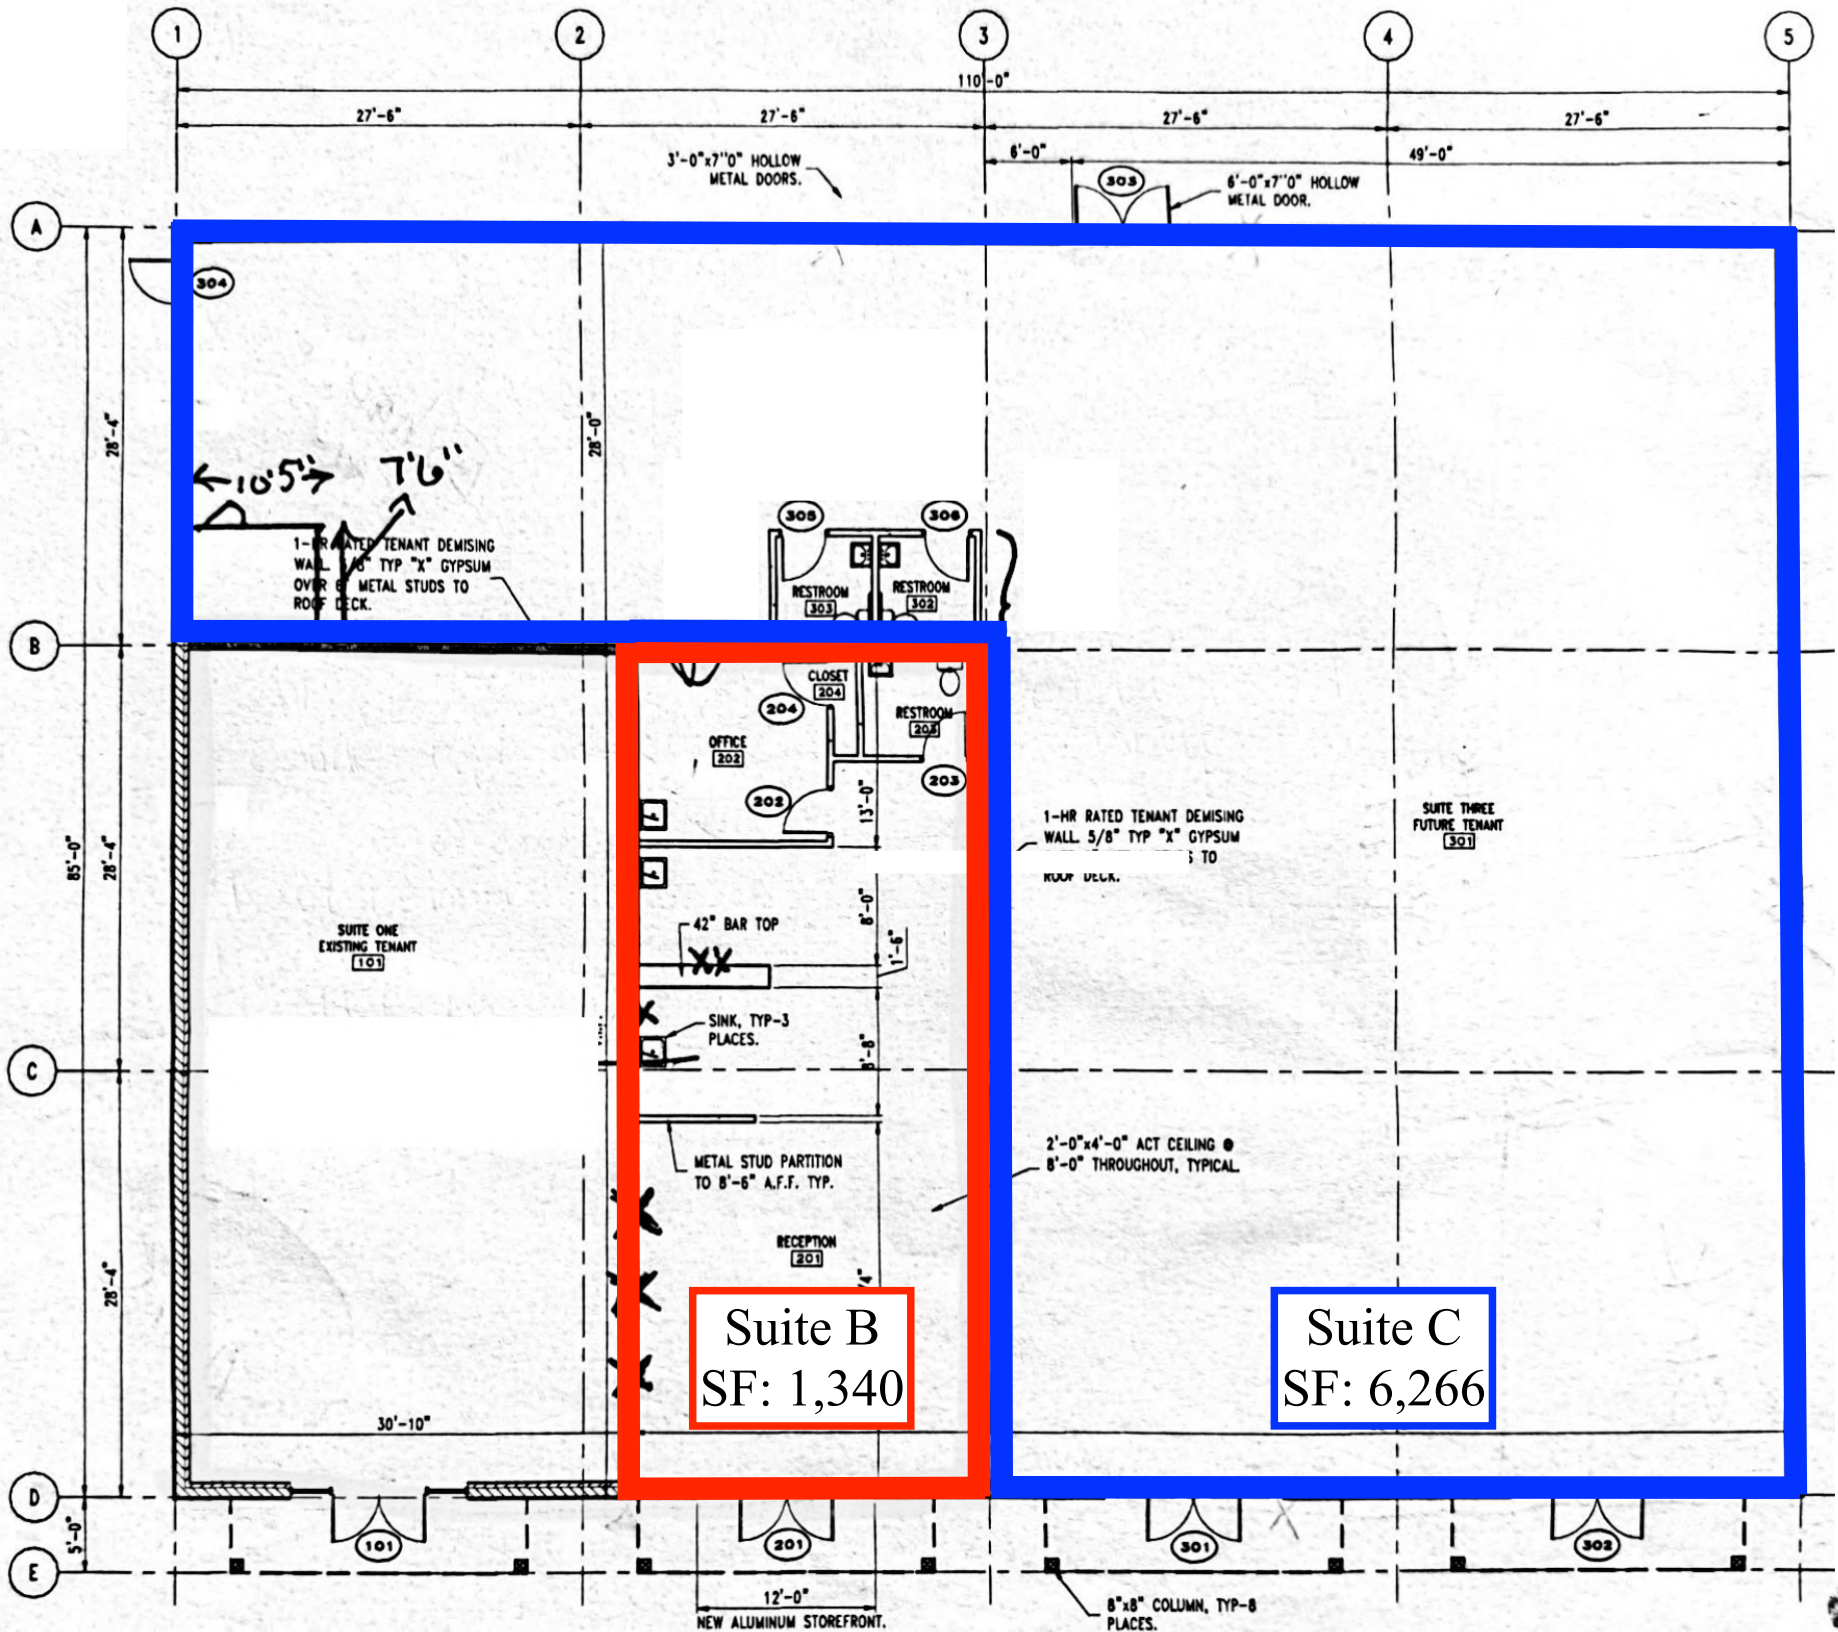 1
2
3
4
5
110'-0"
27'-6"
27'-6"
27'-6"
27'-6"
6'-0"
49'-0"
3'-0"x7"0" HOLLOW
METAL DOORS.
303
6'-0"x7"0" HOLLOW
METAL DOOR.
A
304
28'-4"
28'-0"
10'5"
7'6"
1-HR RATED TENANT DEMISING
WALL 5/8" TYP "X" GYPSUM
OVER 6" METAL STUDS TO
ROOF DECK.
305
306
RESTROOM
303
RESTROOM
302
B
CLOSET
204
204
RESTROOM
203
OFFICE
202
202
203
13'-0"
85'-0"
28'-4"
1-HR RATED TENANT DEMISING
WALL 5/8" TYP "X" GYPSUM
TO
ROOF DECK.
SUITE THREE
FUTURE TENANT
301
8'-0"
42" BAR TOP
XX
1'-6"
SUITE ONE
EXISTING TENANT
101
X
SINK, TYP-3
PLACES.
8'-8"
C
METAL STUD PARTITION
TO 8'-6" A.F.F. TYP.
2'-0"x4'-0" ACT CEILING @
8'-0" THROUGHOUT, TYPICAL.
X
RECEPTION
201
28'-4"
X
Suite B
SF: 1,340
Suite C
SF: 6,266
X
30'-10"
D
5'-0"
101
201
301
302
E
12'-0"
NEW ALUMINUM STOREFRONT.
8"x8" COLUMN, TYP-8
PLACES.